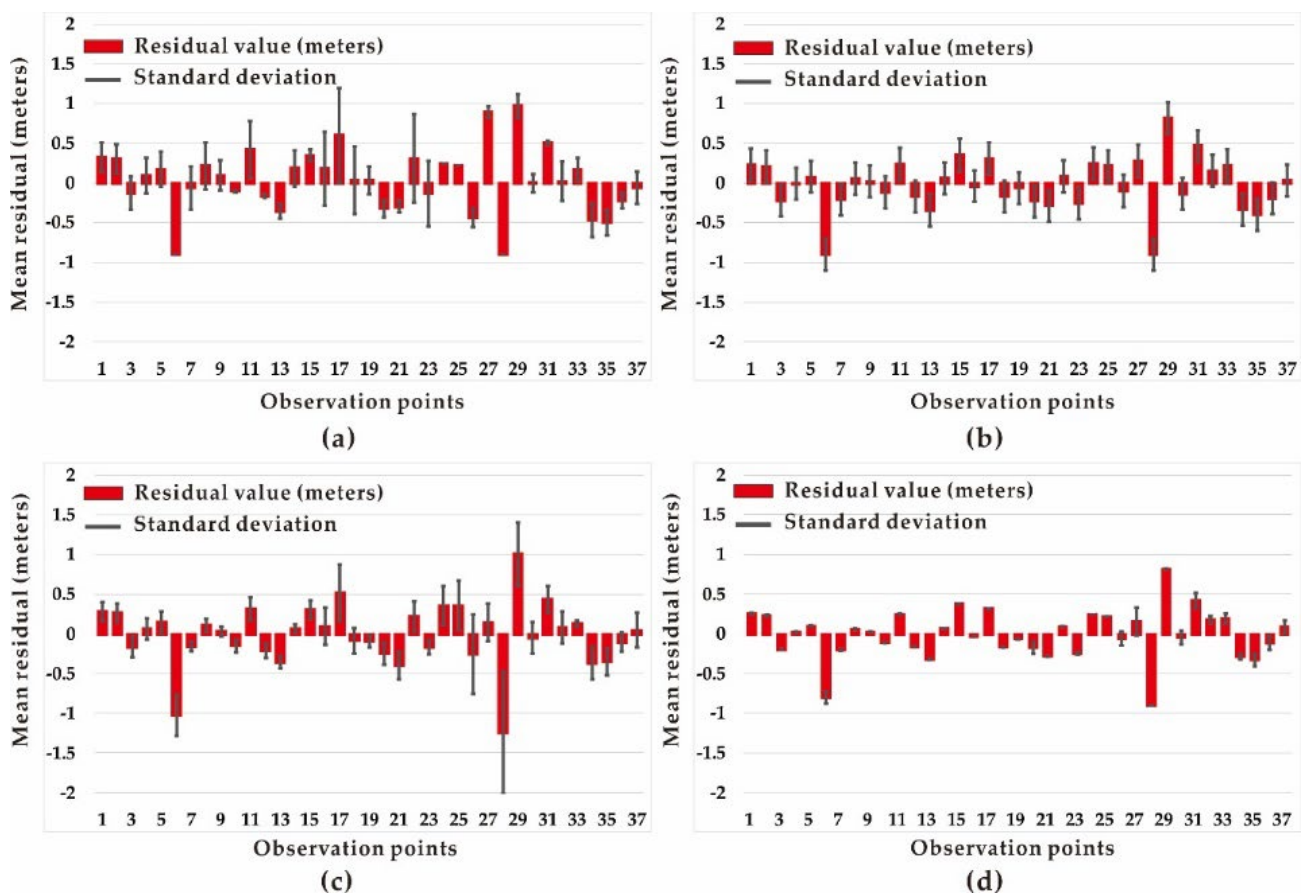 Mean residual (meters)
2
1.5
1
0.5
0
-0.5
-1
-1.5
-2
Residual value (meters)
Standard deviation
1 3 5 7 9 11 13 15 17 19 21 23 25 27 29 31 33 35 37
Observation points
(a)
Mean residual (meters)
2
1.5
1
0.5
0
-0.5
-1
-1.5
-2
Residual value (meters)
Standard deviation
1 3 5 7 9 11 13 15 17 19 21 23 25 27 29 31 33 35 37
Observation points
(b)
Mean residual (meters)
2
1.5
1
0.5
0
-0.5
-1
-1.5
-2
Residual value (meters)
Standard deviation
1 3 5 7 9 11 13 15 17 19 21 23 25 27 29 31 33 35 37
Observation points
(c)
Mean residual (meters)
2
1.5
1
0.5
0
-0.5
-1
-1.5
-2
Residual value (meters)
Standard deviation
1 3 5 7 9 11 13 15 17 19 21 23 25 27 29 31 33 35 37
Observation points
(d)